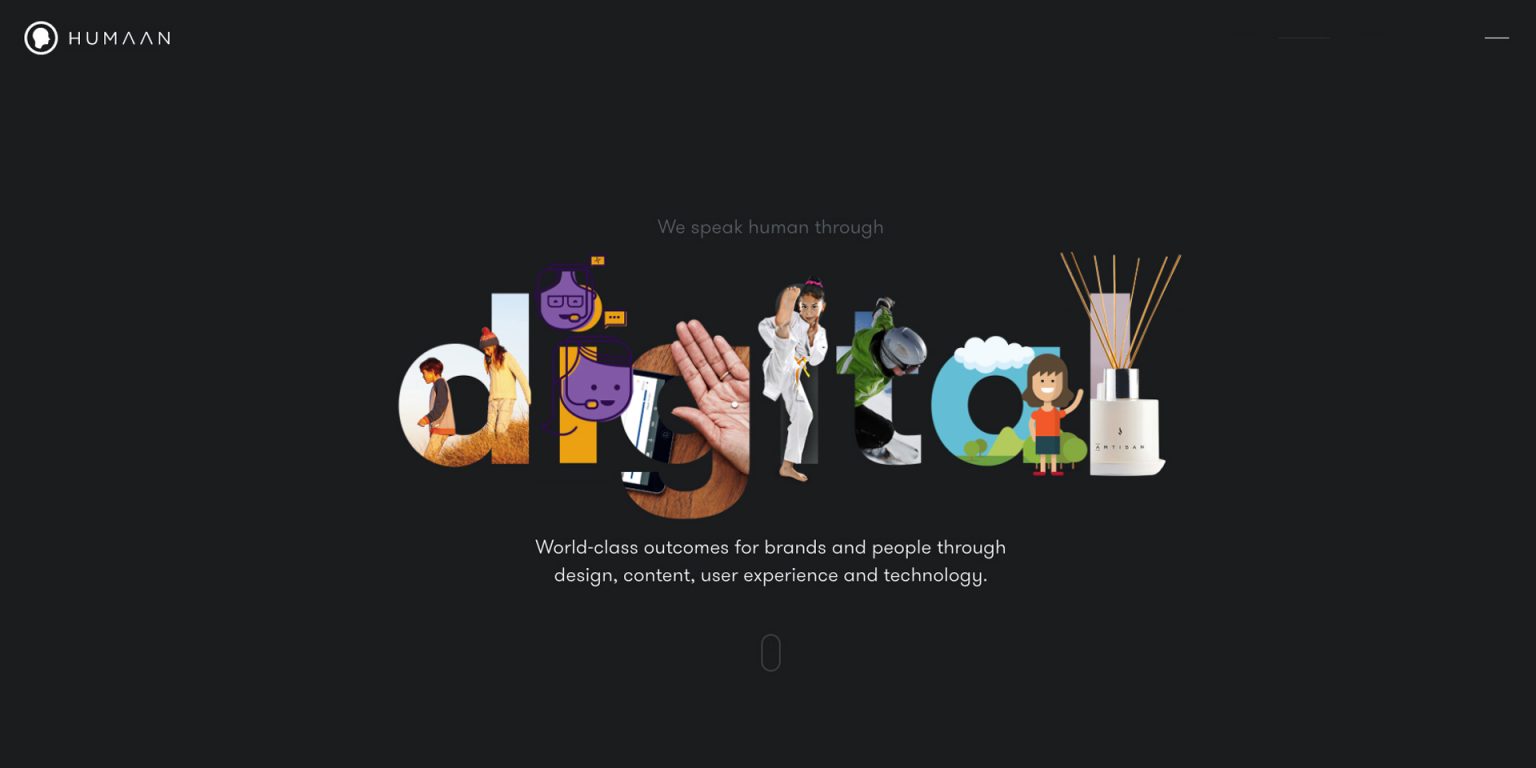 HUMAAN
We speak human through
digital
ARTISAN
World-class outcomes for brands and people through
design, content, user experience and technology.